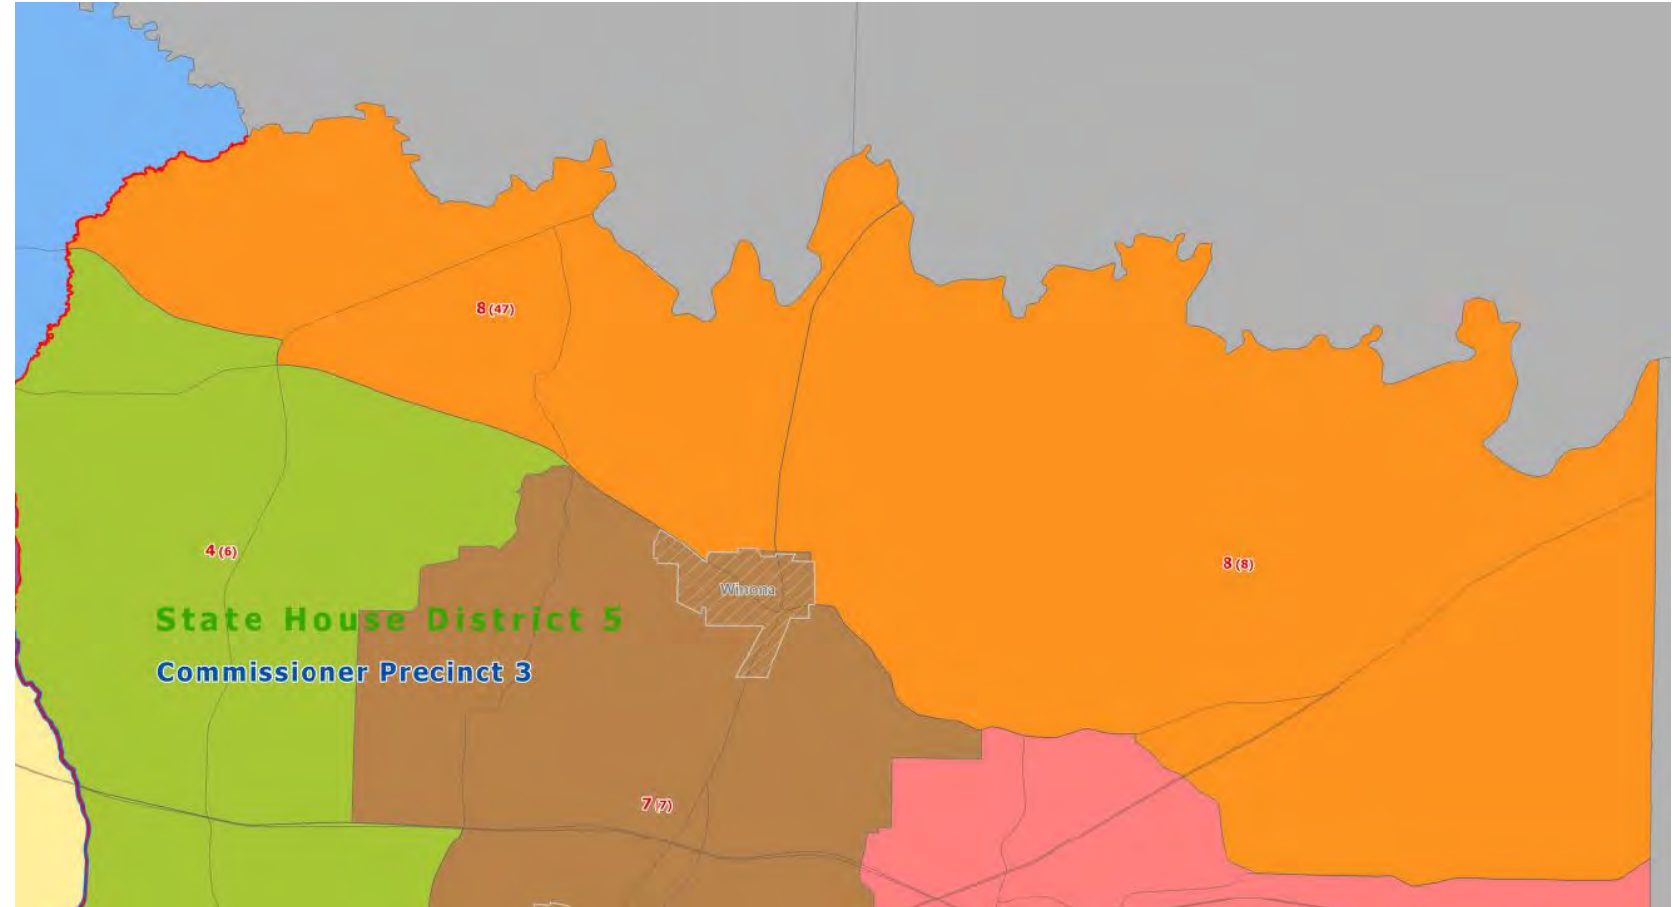 8 (47)
4 (6)
8 (8)
Winona
State House District 5
Commissioner Precinct 3
7 (7)